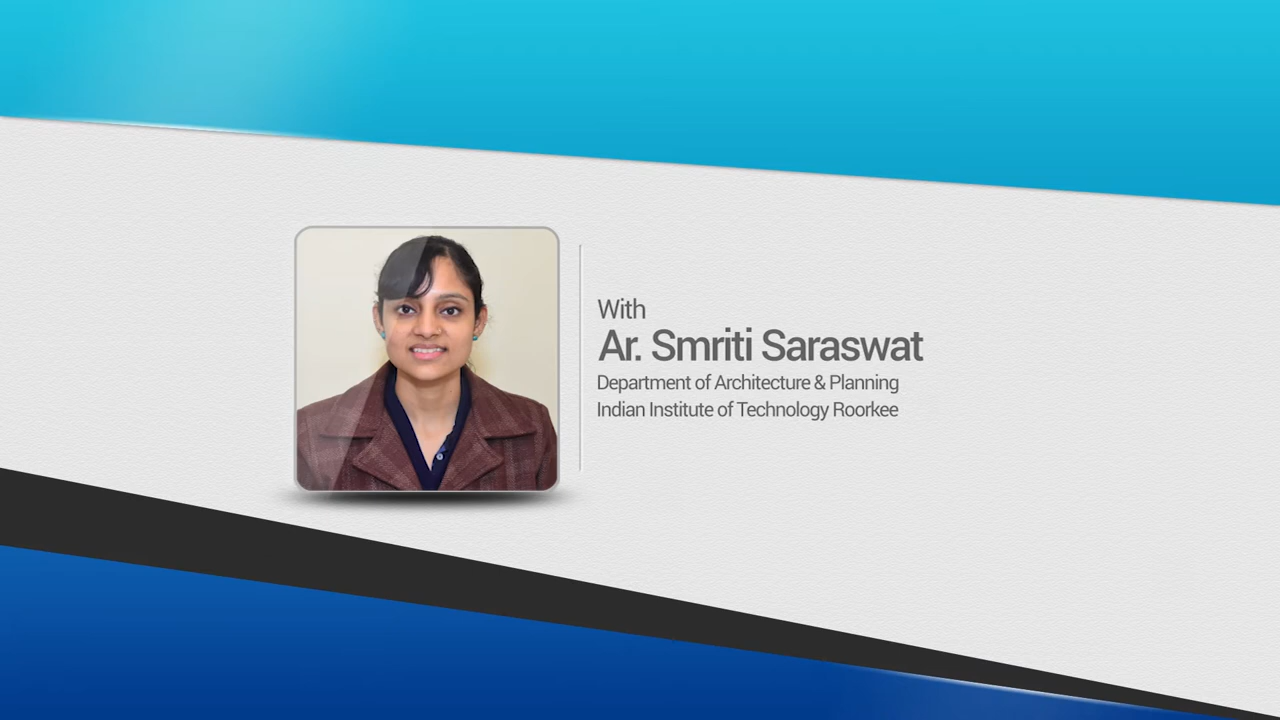 With
Ar. Smriti Saraswat
Department of Architecture & Planning
Indian Institute of Technology Roorkee